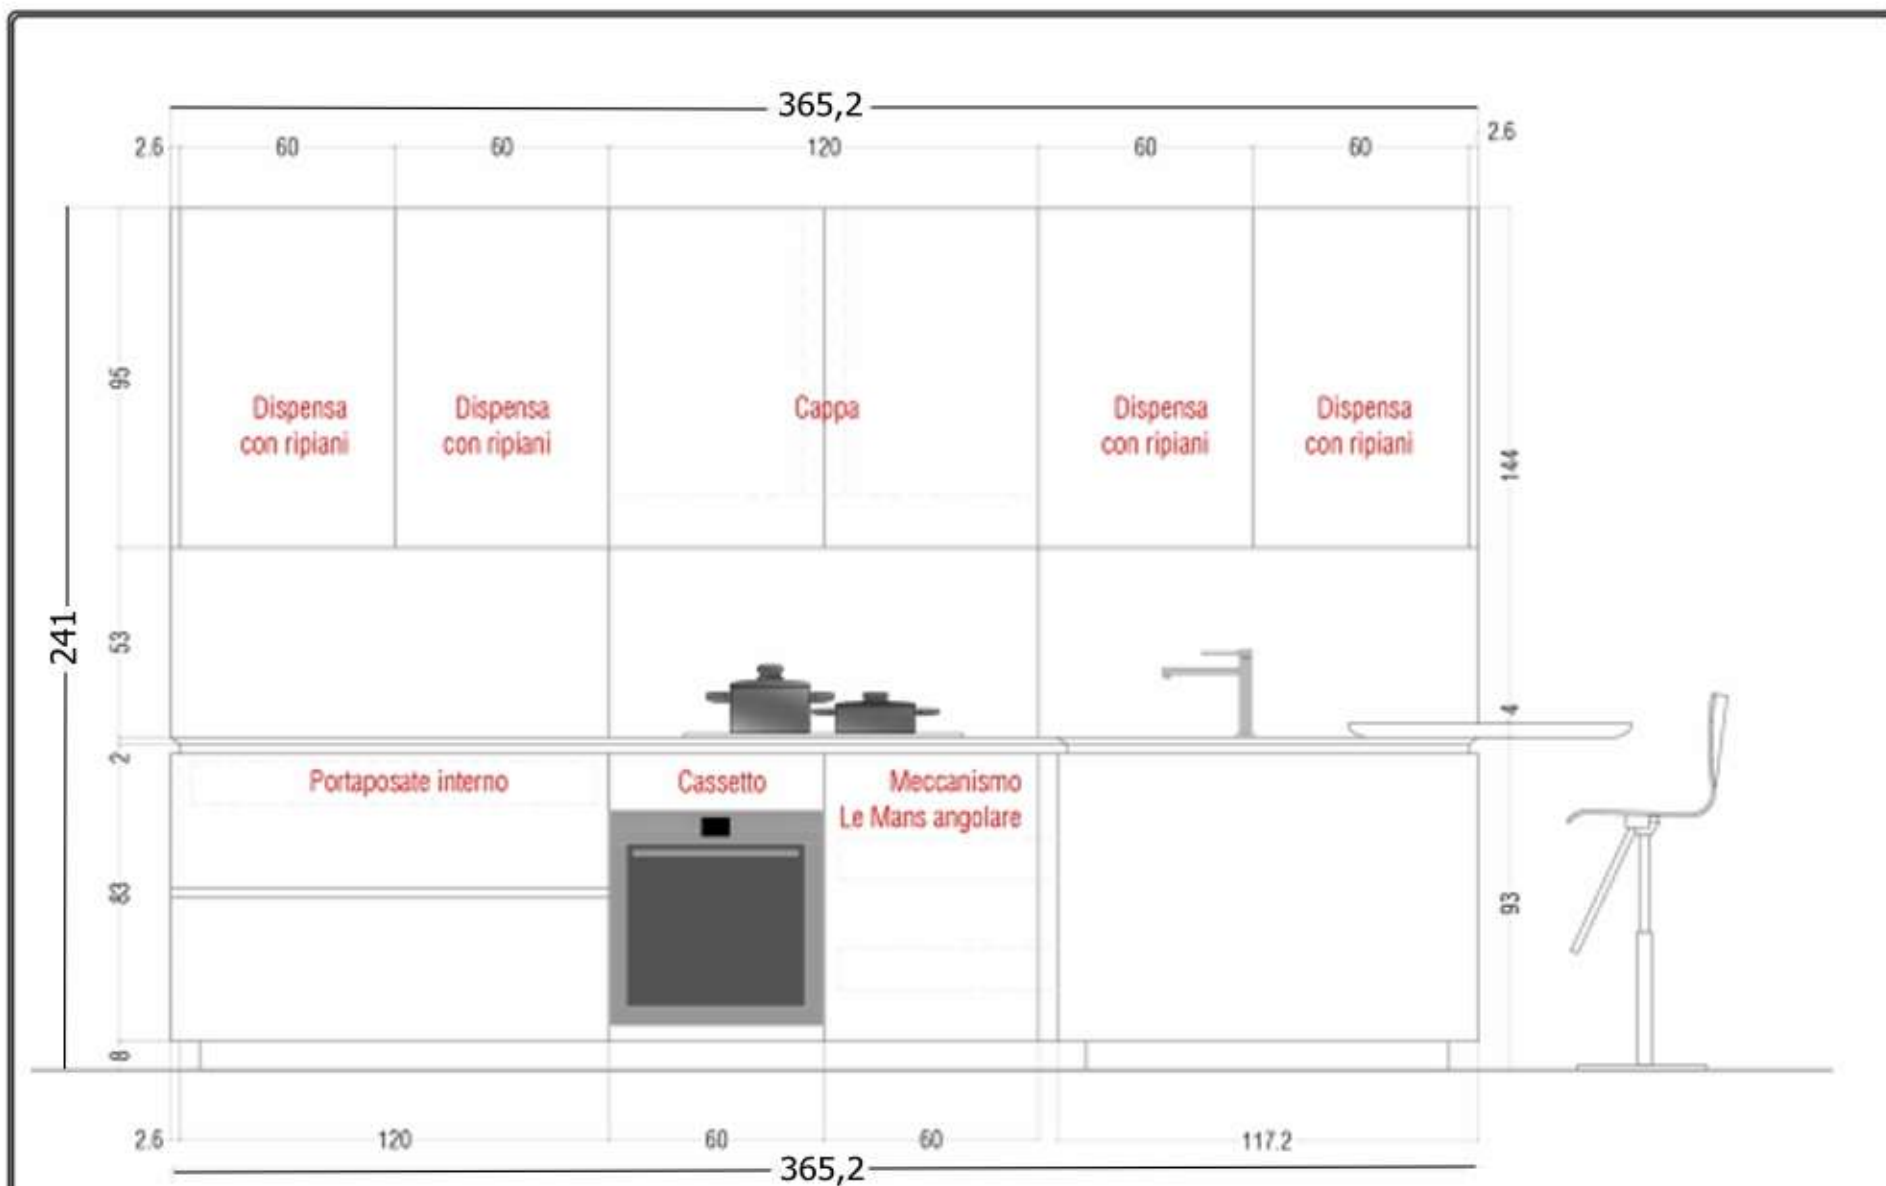 365,2
2.6 60 60 120 60 60 2.6
241
95
53
2
83
8
144
4
93
Dispensa
con ripiani
Dispensa
con ripiani
Cappa
Dispensa
con ripiani
Dispensa
con ripiani
Portaposate interno
Cassetto
Meccanismo
Le Mans angolare
2.6 120 60 60 117.2
365,2